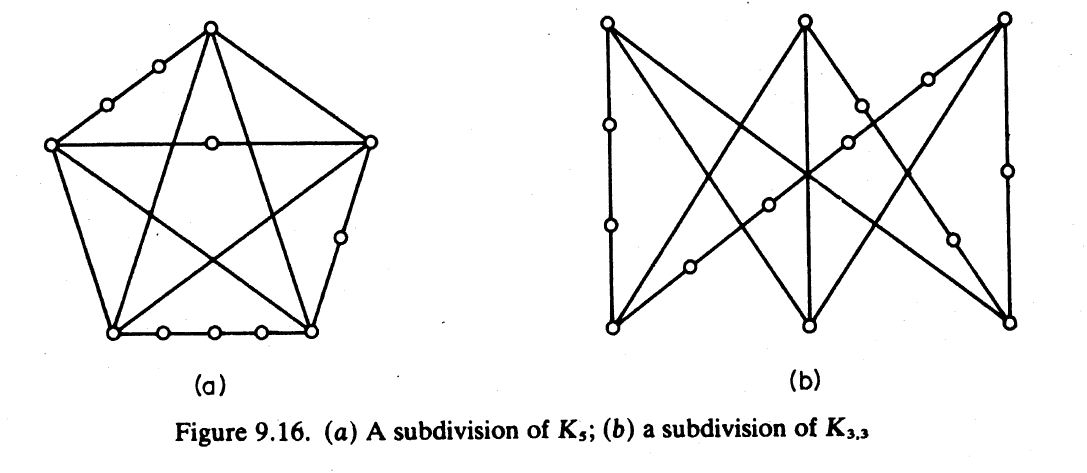 (a)
(b)
Figure 9.16. (a) A subdivision of K₅; (b) a subdivision of K₃,₃